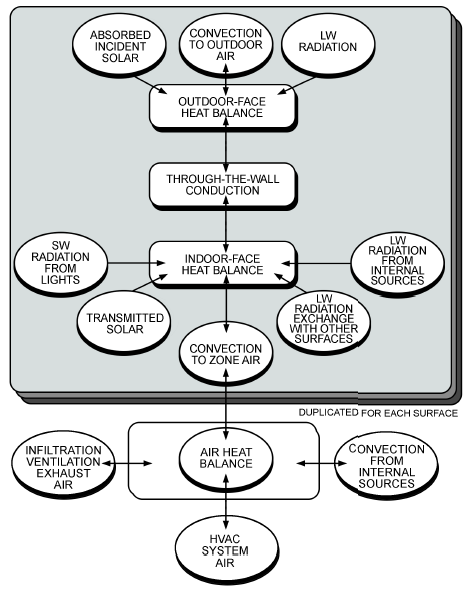 ABSORBED
INCIDENT
SOLAR
CONVECTION
TO OUTDOOR
AIR
LW
RADIATION
OUTDOOR-FACE
HEAT BALANCE
THROUGH-THE-WALL
CONDUCTION
SW
RADIATION
FROM
LIGHTS
INDOOR-FACE
HEAT BALANCE
LW
RADIATION
FROM
INTERNAL
SOURCES
TRANSMITTED
SOLAR
LW
RADIATION
EXCHANGE
WITH OTHER
SURFACES
CONVECTION
TO ZONE AIR
DUPLICATED FOR EACH SURFACE
INFILTRATION
VENTILATION
EXHAUST
AIR
AIR HEAT
BALANCE
CONVECTION
FROM
INTERNAL
SOURCES
HVAC
SYSTEM
AIR